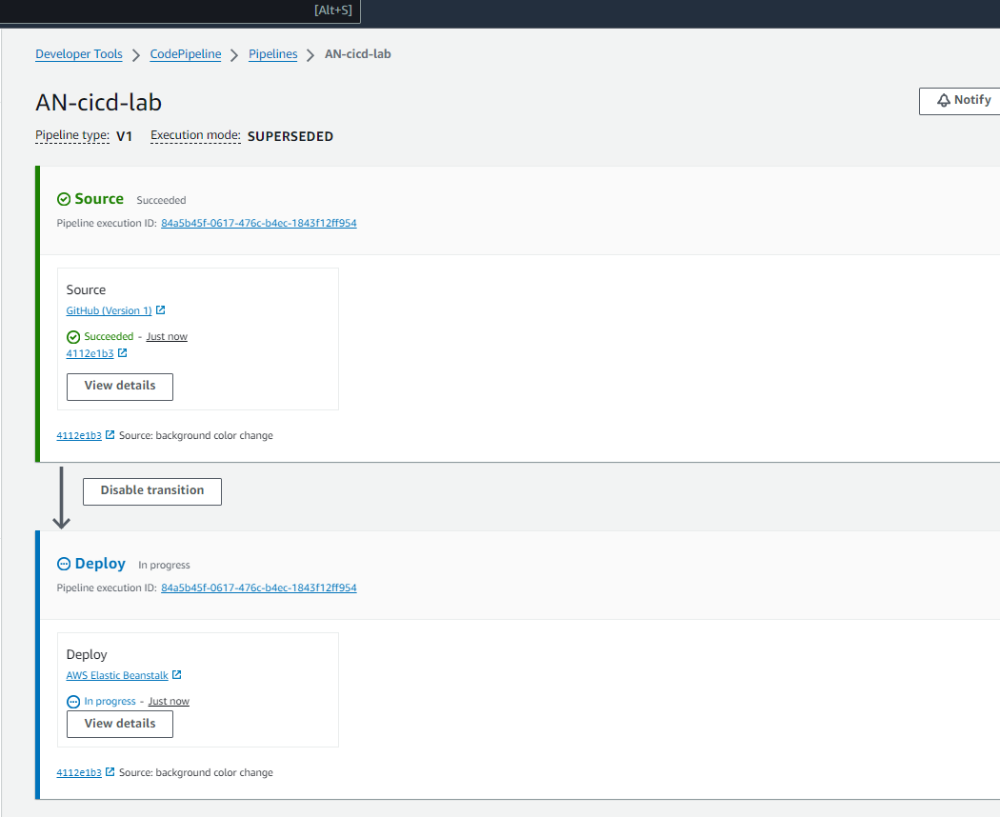 [Alt+S]
Developer Tools > CodePipeline > Pipelines > AN-cicd-lab
AN-cicd-lab
Notify
Pipeline type: V1 Execution mode: SUPERSEDED
Source Succeeded
Pipeline execution ID: 84a5b45f-0617-476c-b4ec-1843f12ff954
Source
GitHub (Version 1)
Succeeded - Just now
4112e1b3
View details
4112e1b3 Source: background color change
Disable transition
Deploy In progress
Pipeline execution ID: 84a5b45f-0617-476c-b4ec-1843f12ff954
Deploy
AWS Elastic Beanstalk
In progress - Just now
View details
4112e1b3 Source: background color change